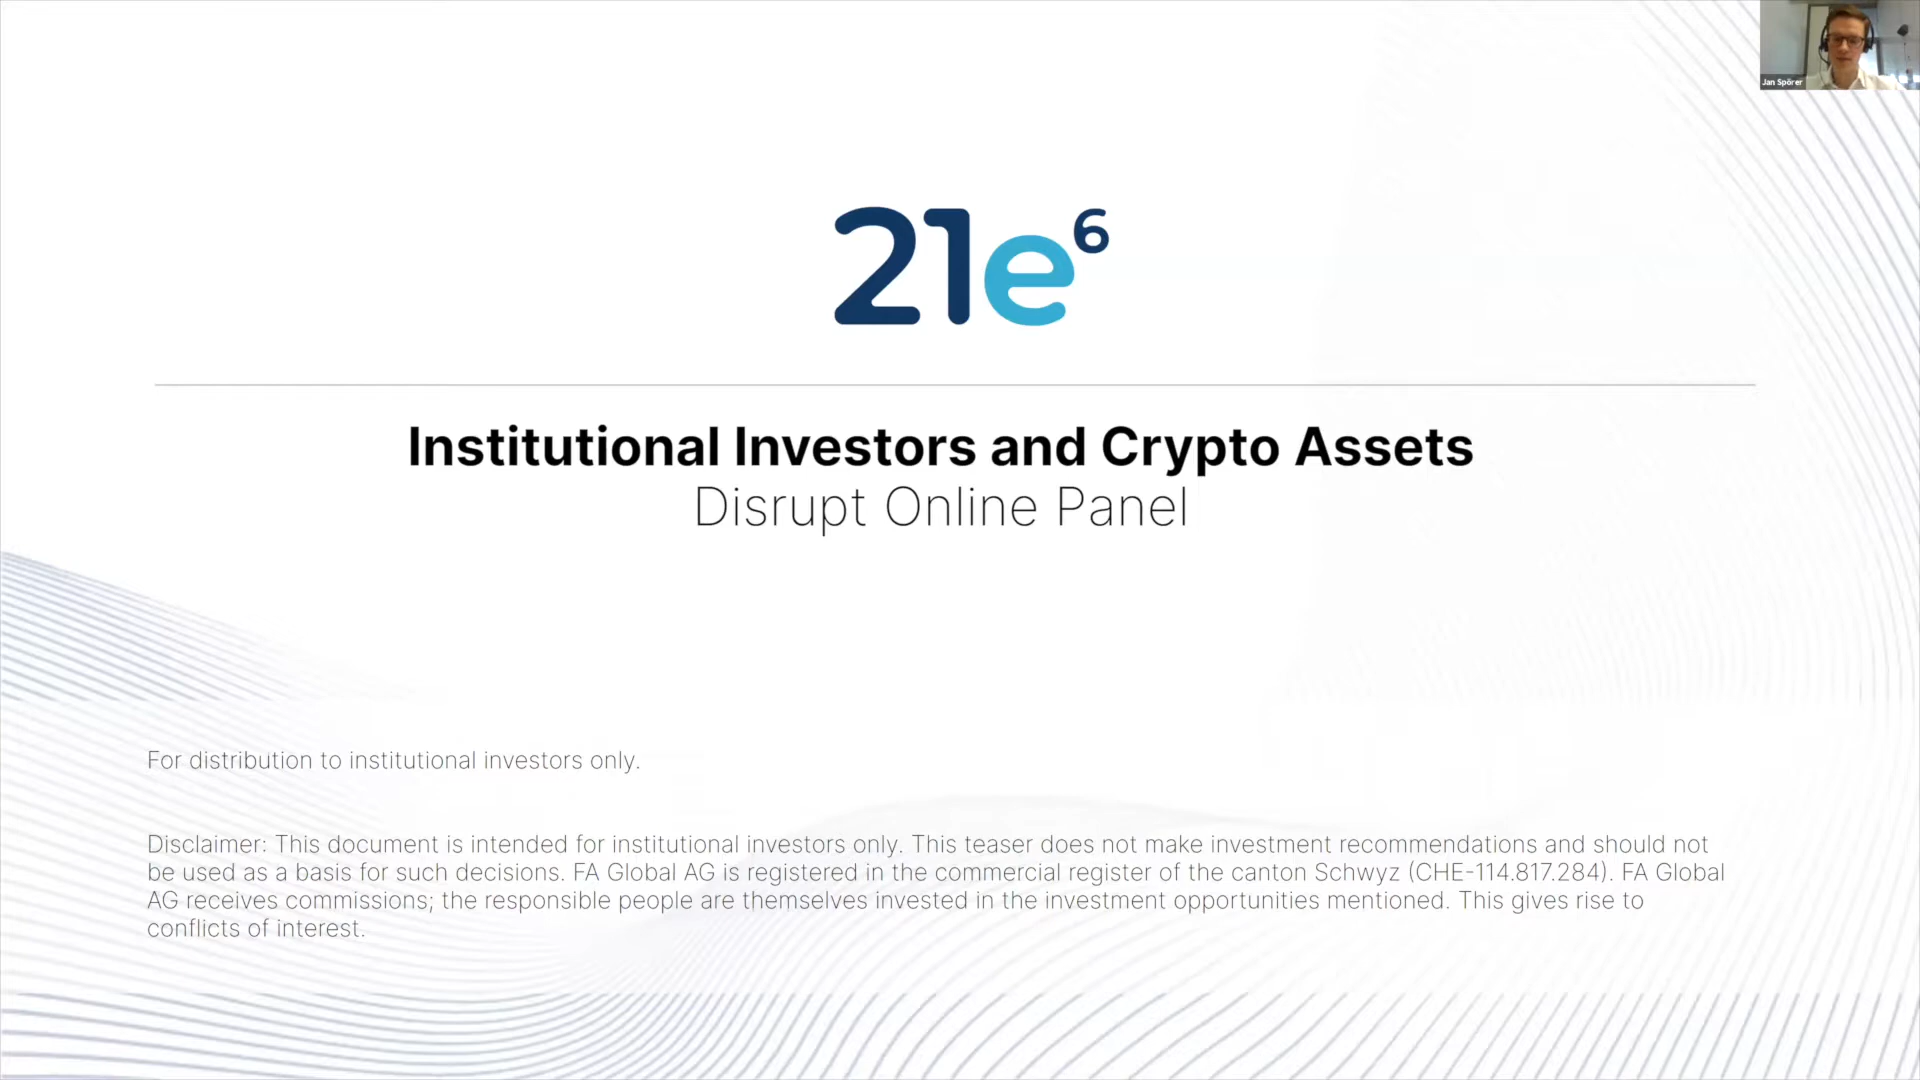 Jan Spörer
21e⁶
Institutional Investors and Crypto Assets
Disrupt Online Panel
For distribution to institutional investors only.
Disclaimer: This document is intended for institutional investors only. This teaser does not make investment recommendations and should not
be used as a basis for such decisions. FA Global AG is registered in the commercial register of the canton Schwyz (CHE-114.817.284). FA Global
AG receives commissions; the responsible people are themselves invested in the investment opportunities mentioned. This gives rise to
conflicts of interest.